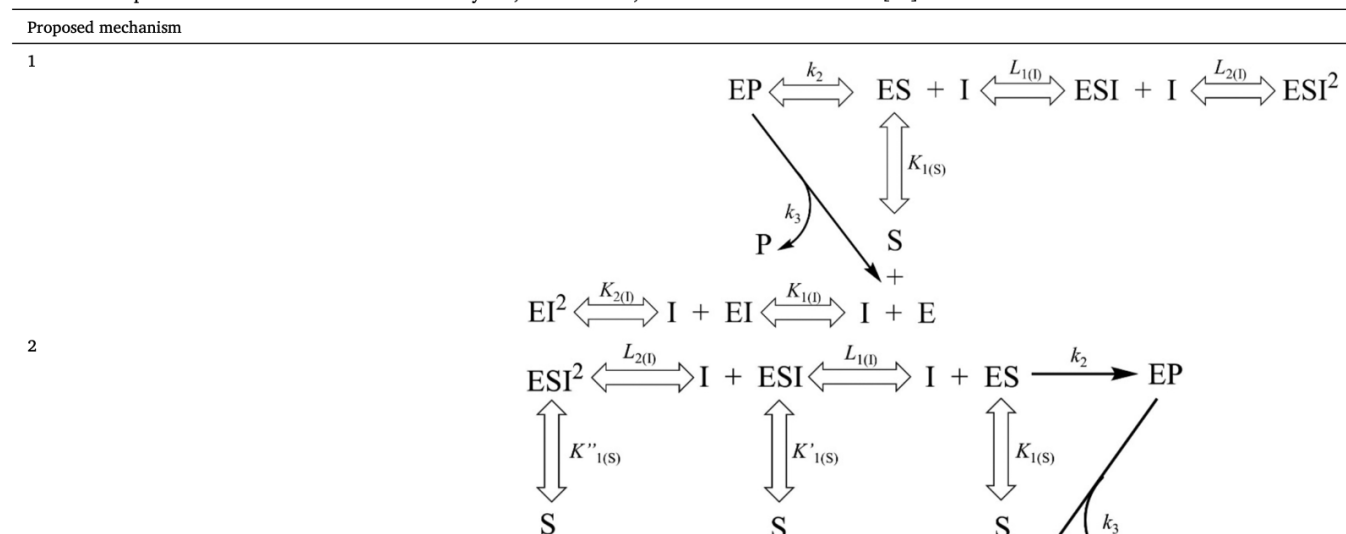 Proposed mechanism
1
k₂ L₁₍I₎ L₂₍I₎
EP ES + I ESI + I ESI²
K₁₍S₎
k₃
P S
+
K₂₍I₎ K₁₍I₎
EI² I + EI I + E
2
L₂₍I₎ L₁₍I₎ k₂
ESI² I + ESI I + ES EP
K"₁₍S₎ K'₁₍S₎ K₁₍S₎
S S S k₃